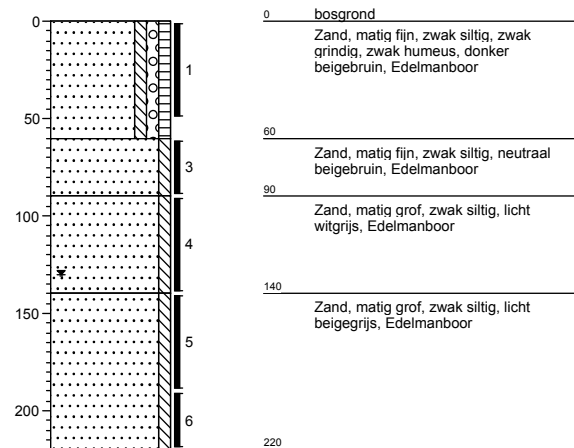 0
50
100
150
200
1
3
4
5
6
0 bosgrond
Zand, matig fijn, zwak siltig, zwak
grindig, zwak humeus, donker
beigebruin, Edelmanboor
60
Zand, matig fijn, zwak siltig, neutraal
beigebruin, Edelmanboor
90
Zand, matig grof, zwak siltig, licht
witgrijs, Edelmanboor
140
Zand, matig grof, zwak siltig, licht
beigegrijs, Edelmanboor
220